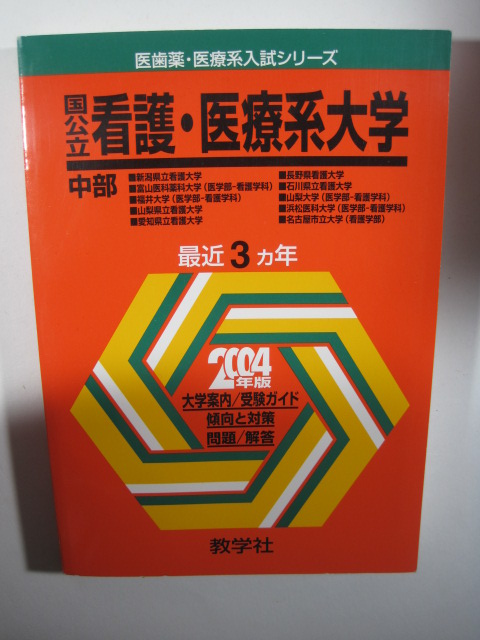 医歯薬・医療系入試シリーズ
国公立 看護・医療系大学
中部
■新潟県立看護大学
■富山医科薬科大学(医学部-看護学科)
■福井大学(医学部-看護学科)
■山梨県立看護大学
■愛知県立看護大学
■長野県看護大学
■石川県立看護大学
■山梨大学(医学部-看護学科)
■浜松医科大学(医学部-看護学科)
■名古屋市立大学(看護学部)
最近3ヵ年
2004年版
大学案内/受験ガイド
傾向と対策
問題/解答
教学社